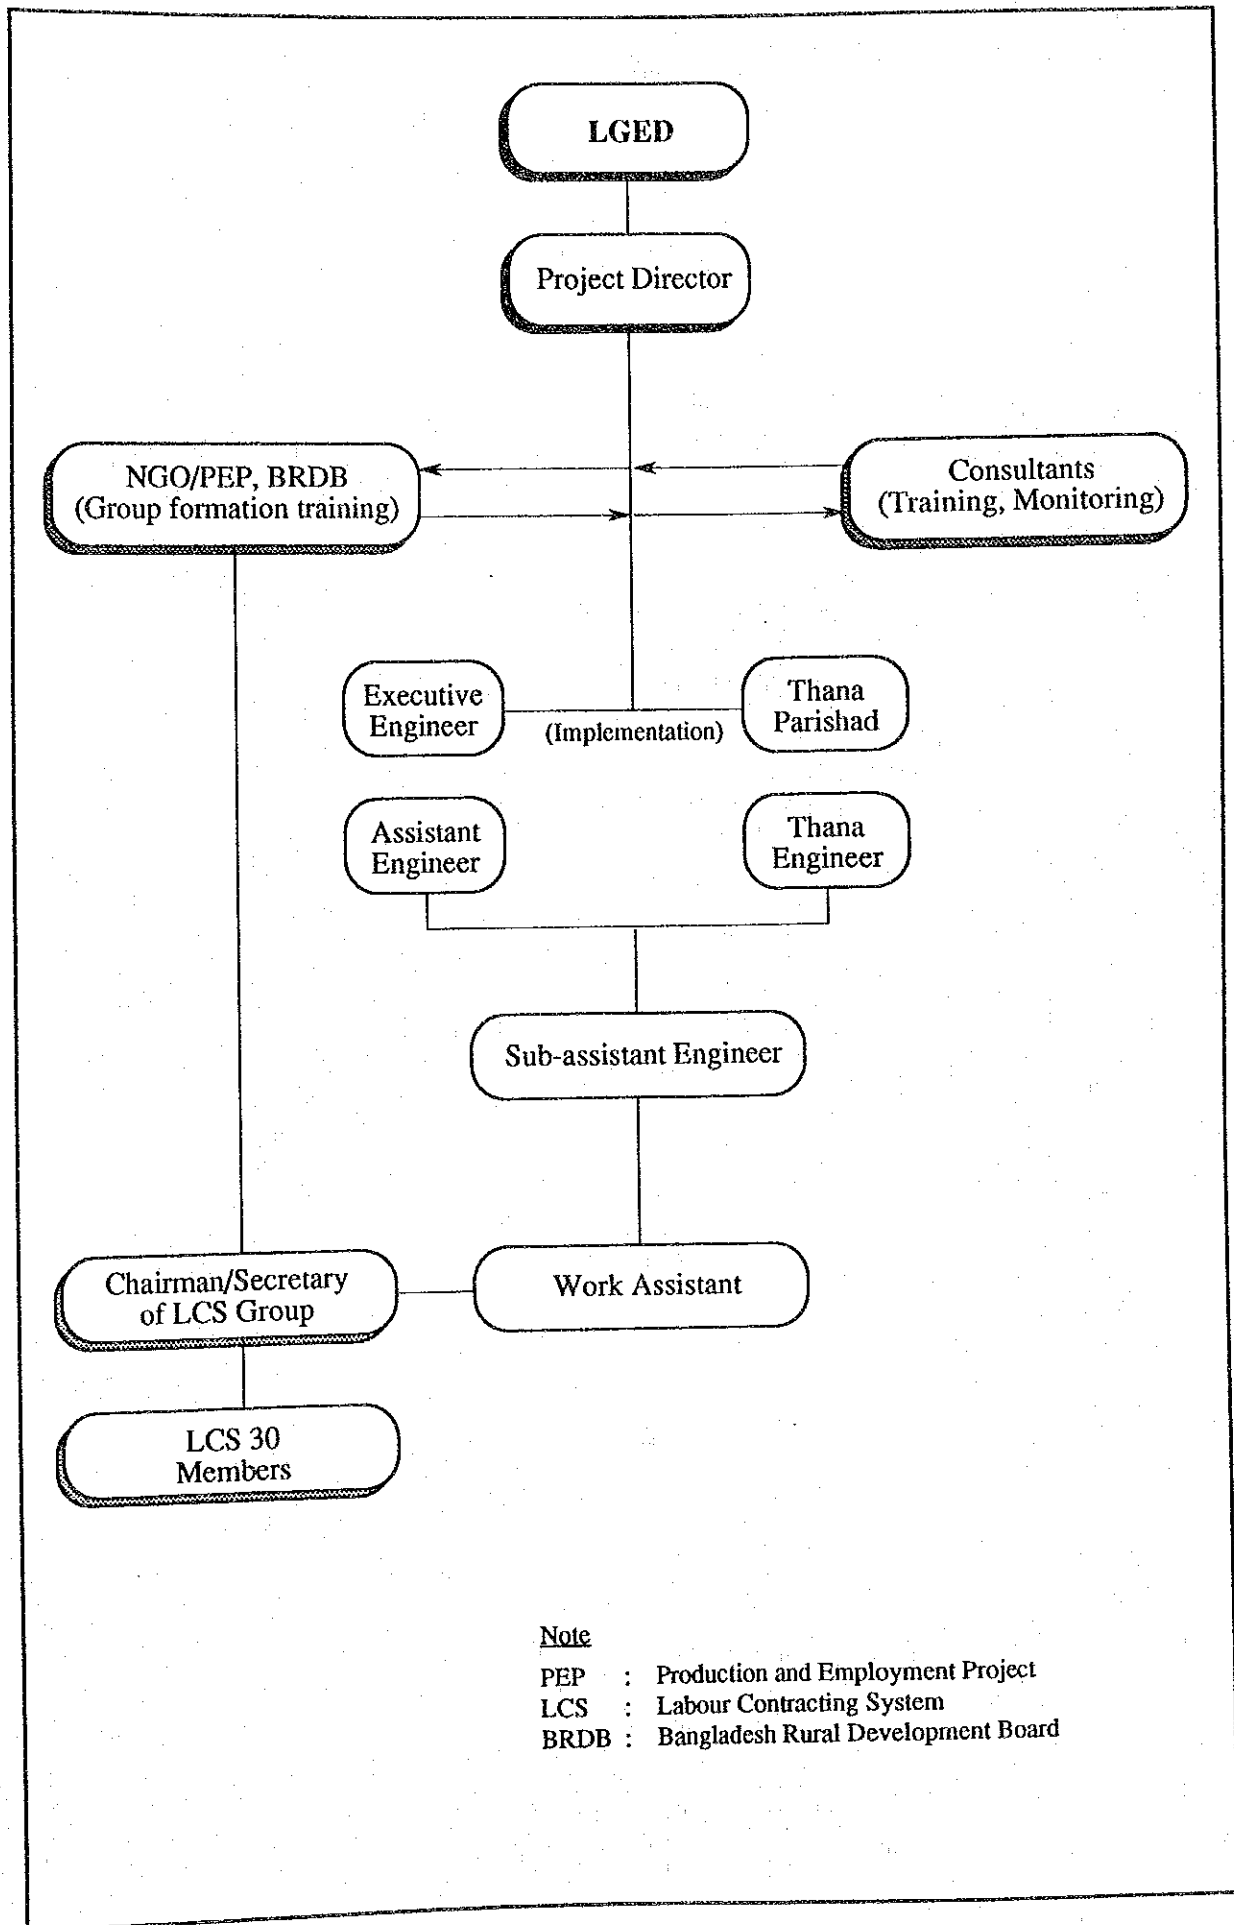 LGED
Project Director
NGO/PEP, BRDB
(Group formation training)
Consultants
(Training, Monitoring)
Executive
Engineer
(Implementation)
Thana
Parishad
Assistant
Engineer
Thana
Engineer
Sub-assistant Engineer
Chairman/Secretary
of LCS Group
Work Assistant
LCS 30
Members
Note
PEP : Production and Employment Project
LCS : Labour Contracting System
BRDB : Bangladesh Rural Development Board